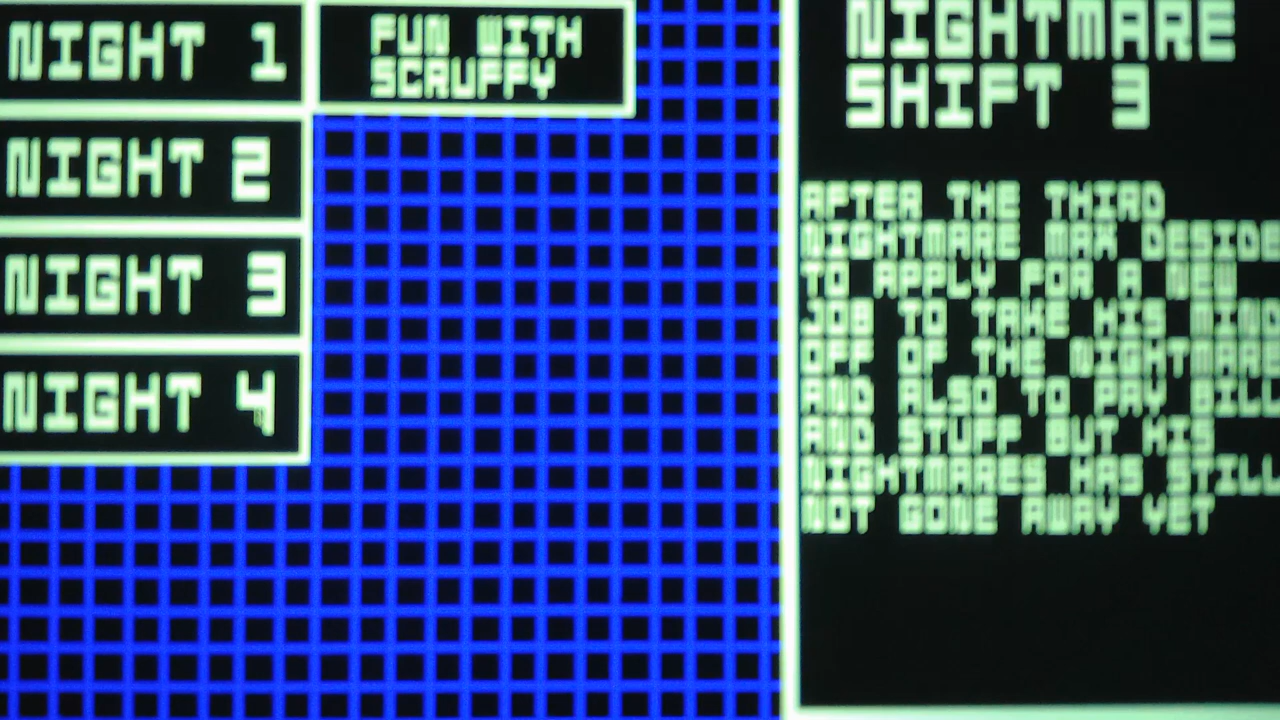 NIGHT 1
FUN WITH
SCRUFFY
NIGHT 2
NIGHT 3
NIGHT 4
NIGHTMARE
SHIFT 3
AFTER THE THIRD
NIGHTMARE MAX DESIDE
TO APPLY FOR A NEW
JOB TO TAKE HIS MIND
OFF OF THE NIGHTMARE
AND ALSO TO PAY BILL
AND STUFF BUT HIS
NIGHTMARES HAS STILL
NOT GONE AWAY YET